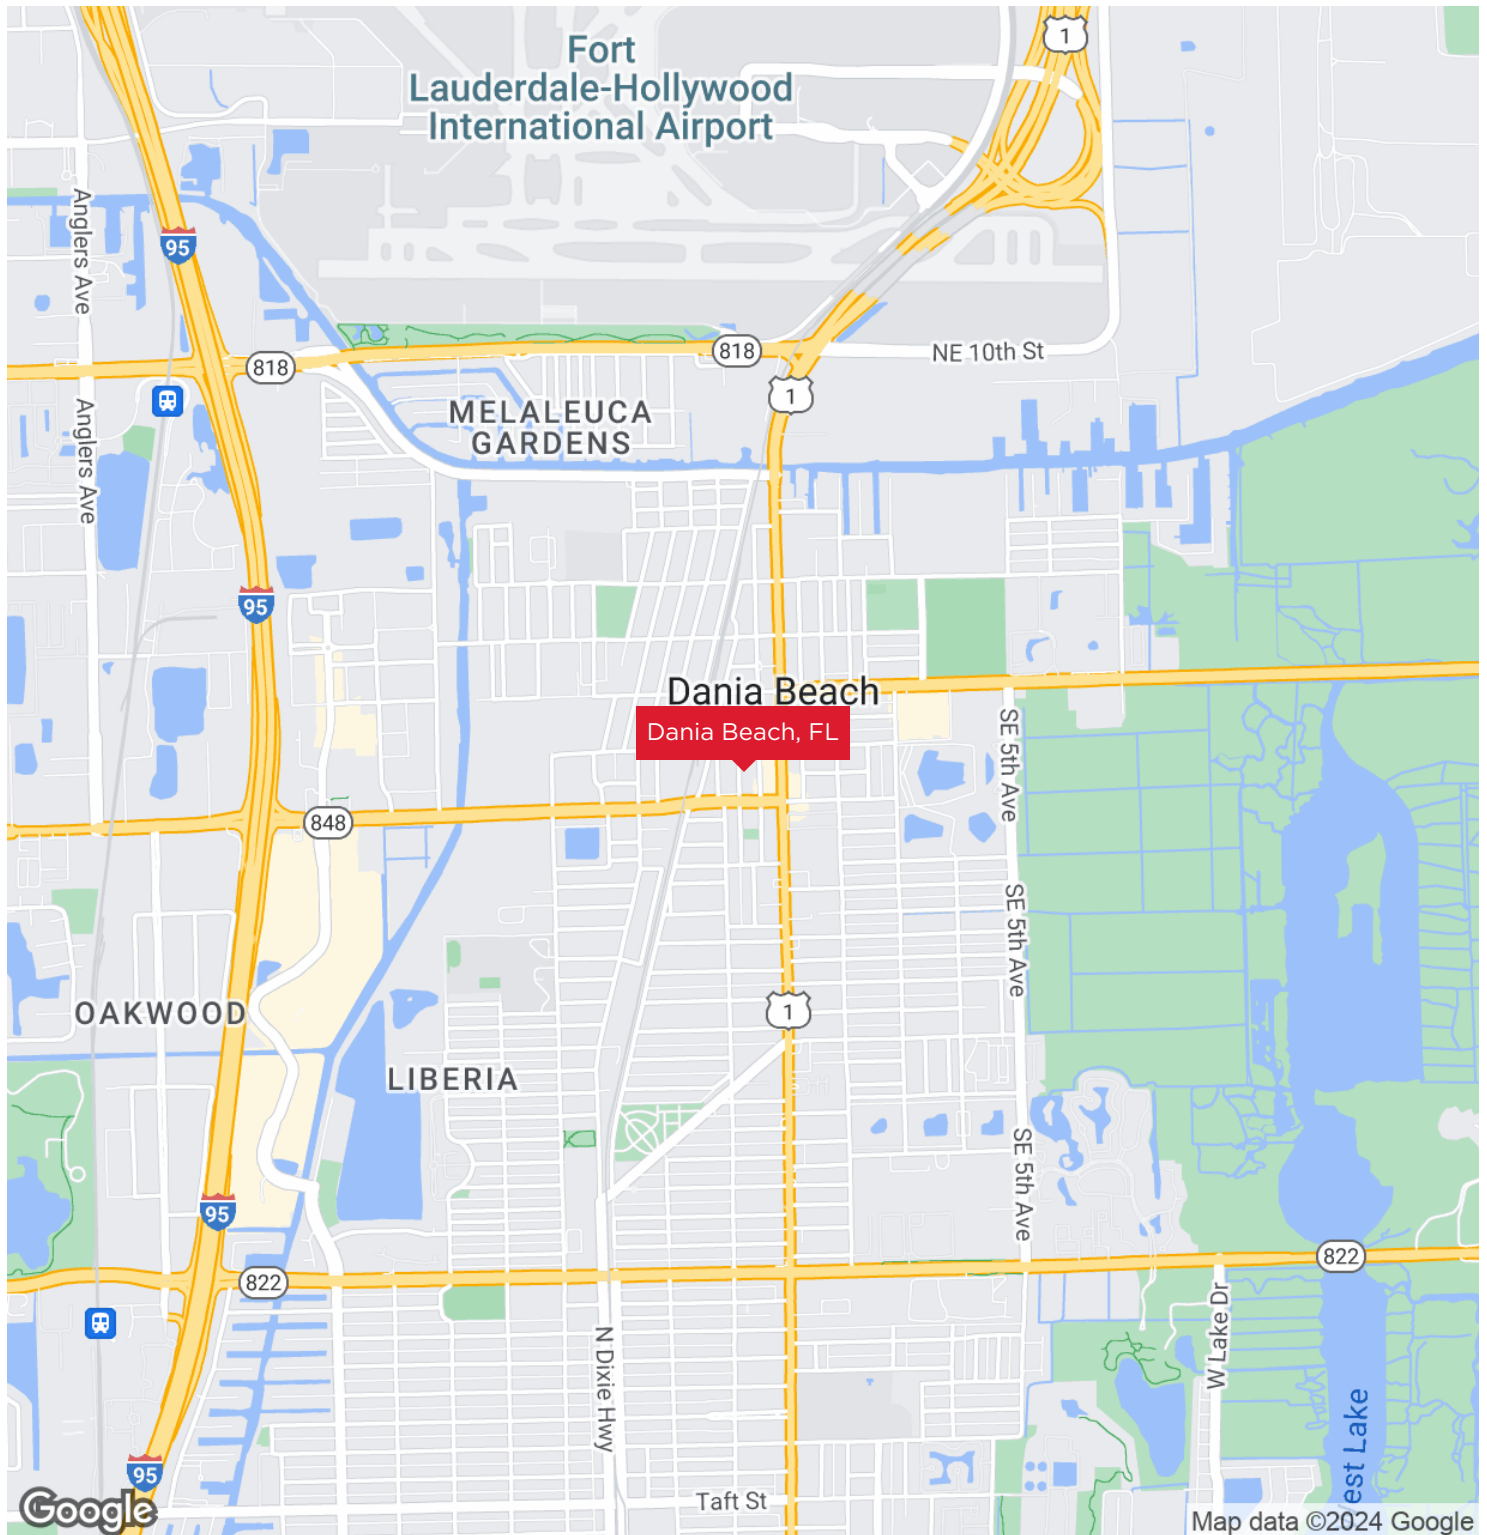 1
Fort
Lauderdale-Hollywood
International Airport
Anglers Ave
95
818
NE 10th St
818
1
MELALEUCA
GARDENS
Anglers Ave
95
Dania Beach
Dania Beach, FL
SE 5th Ave
848
SE 5th Ave
OAKWOOD
1
LIBERIA
SE 5th Ave
95
822
822
W Lake Dr
N Dixie Hwy
est Lake
95
Taft St
Google
Map data ©2024 Google